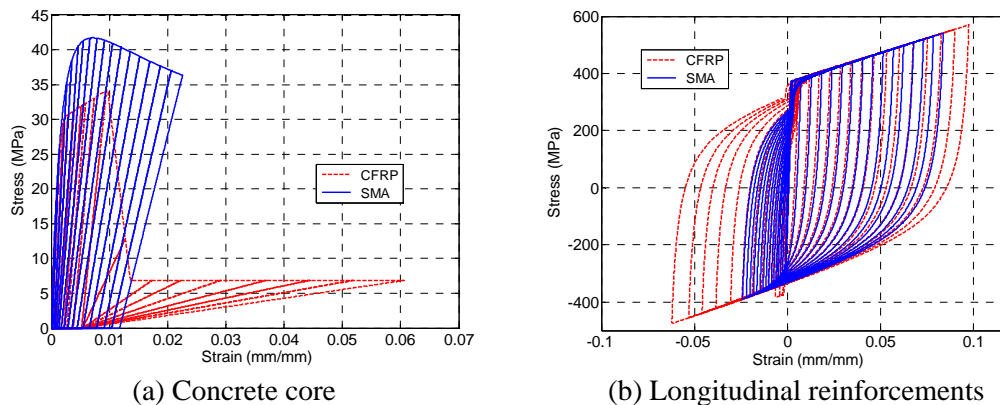 45
40
35
30
25
20
15
10
5
0
Stress (MPa)
CFRP
SMA
0 0.01 0.02 0.03 0.04 0.05 0.06 0.07
Strain (mm/mm)
(a) Concrete core
600
400
200
0
-200
-400
Stress (MPa)
CFRP
SMA
-0.1 -0.05 0 0.05 0.1
Strain (mm/mm)
(b) Longitudinal reinforcements